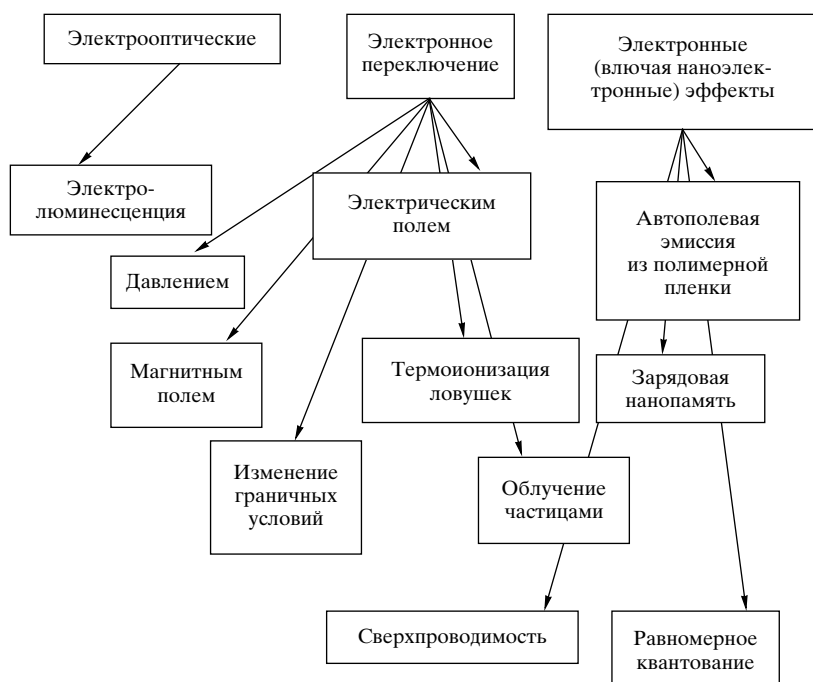 Электрооптические
Электронное
переключение
Электронные
(влючая наноэлек-
тронные) эффекты
Электро-
люминесценция
Электрическим
полем
Автополевая
эмиссия
из полимерной
пленки
Давлением
Магнитным
полем
Термоионизация
ловушек
Зарядовая
нанопамять
Изменение
граничных
условий
Облучение
частицами
Сверхпроводимость
Равномерное
квантование